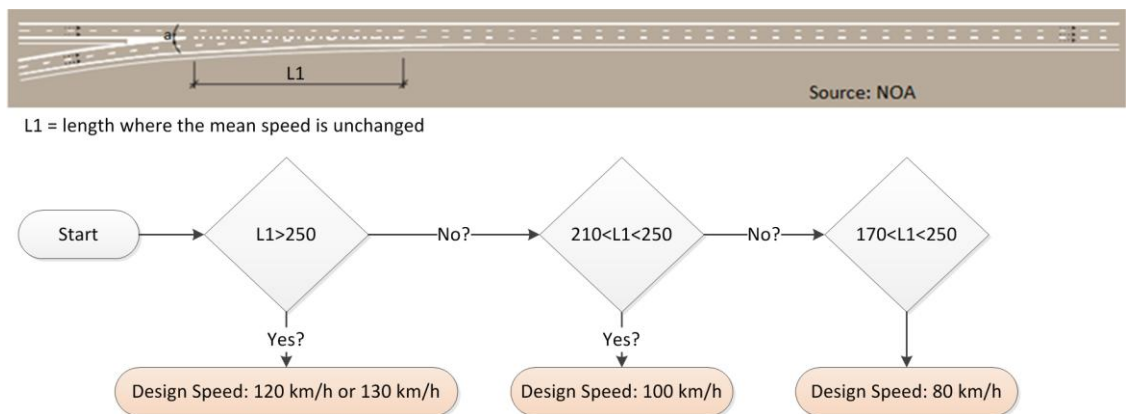 a
L1
Source: NOA
L1 = length where the mean speed is unchanged
Start
L1>250
No?
210<L1<250
No?
170<L1<250
Yes?
Yes?
Design Speed: 120 km/h or 130 km/h
Design Speed: 100 km/h
Design Speed: 80 km/h